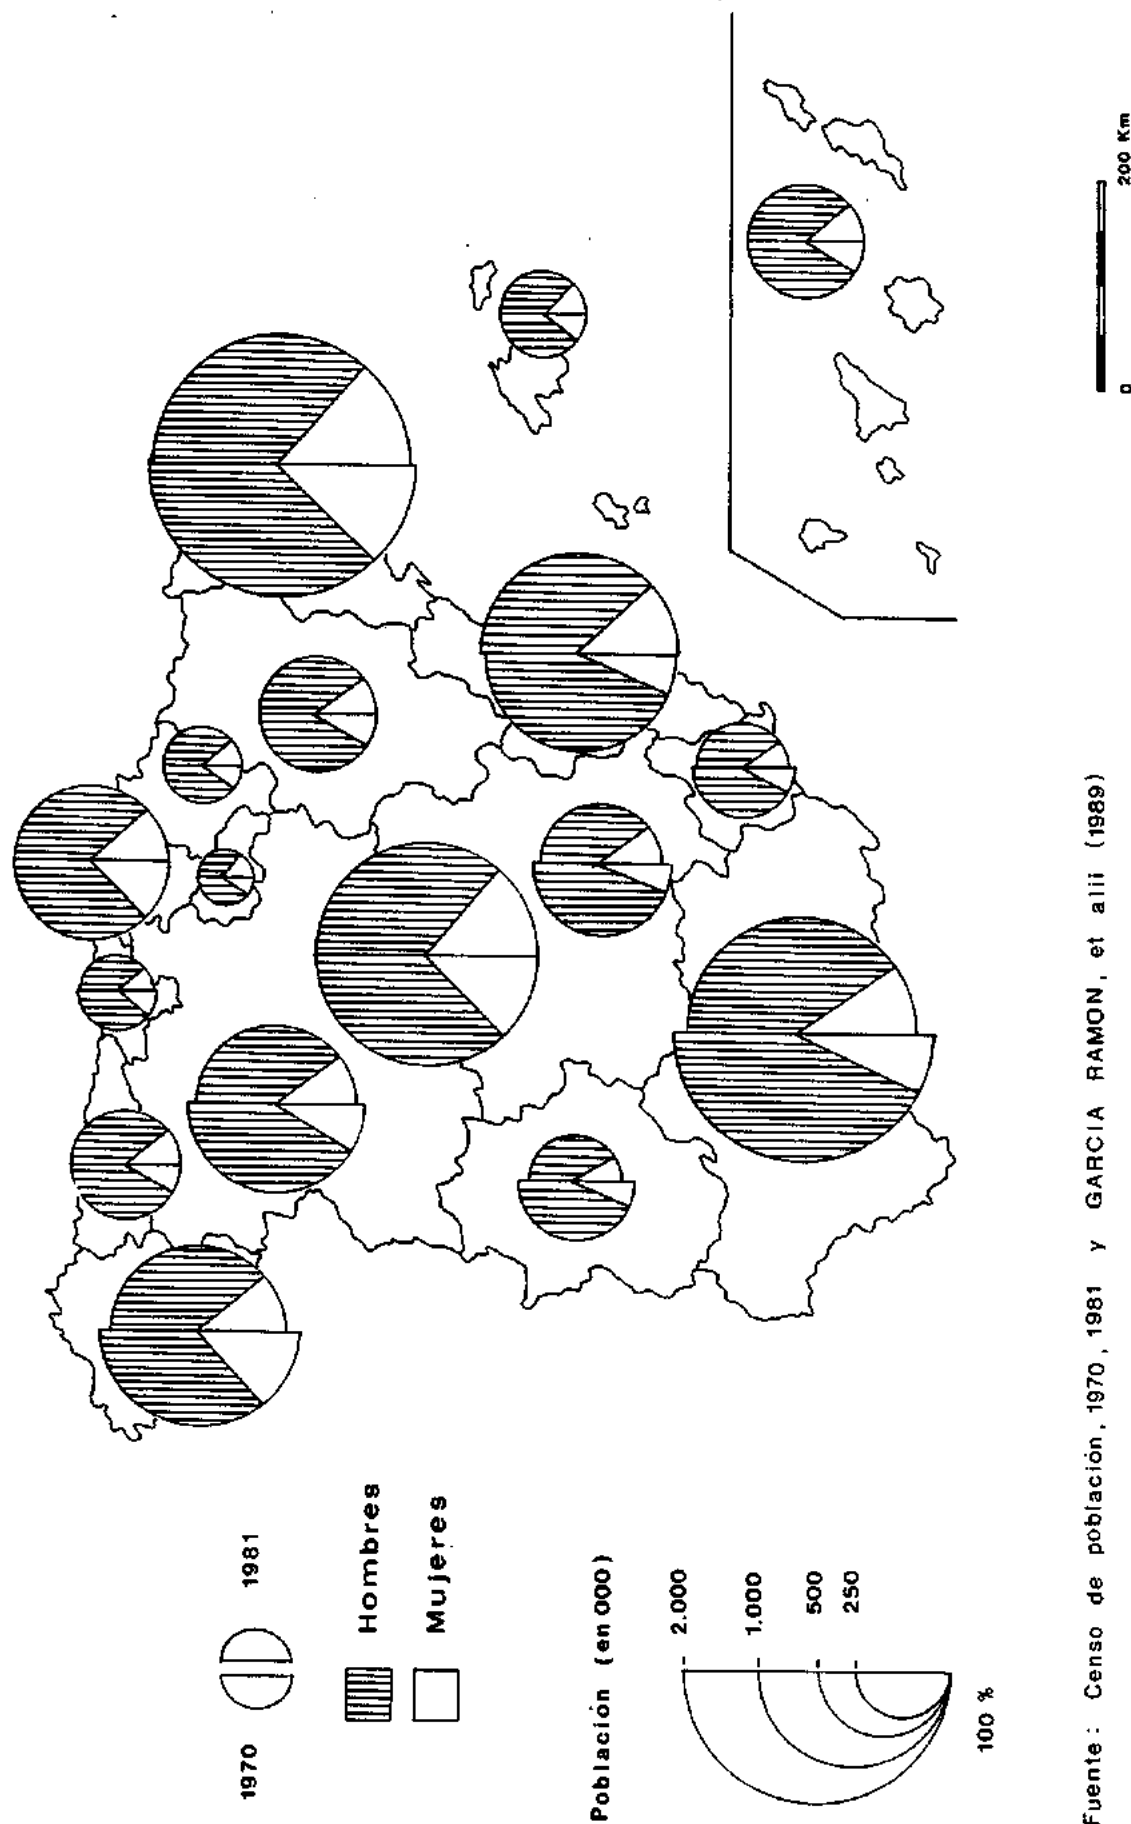 1970
1981
Hombres
Mujeres
Población (en 000)
2.000
1.000
500
250
100 %
0
200 Km
Fuente: Censo de población, 1970, 1981 y GARCIA RAMON, et alii (1989)